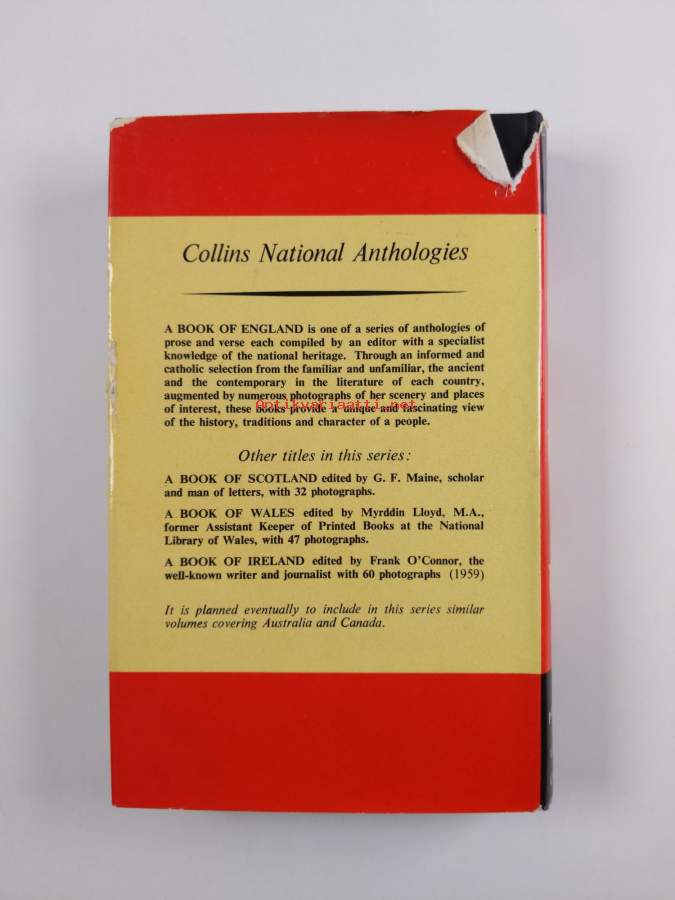 Collins National Anthologies
A BOOK OF ENGLAND is one of a series of anthologies of
prose and verse each compiled by an editor with a specialist
knowledge of the national heritage. Through an informed and
catholic selection from the familiar and unfamiliar, the ancient
and the contemporary in the literature of each country,
augmented by numerous photographs of her scenery and places
of interest, these books provide a unique and fascinating view
Antikvariaatti.net
of the history, traditions and character of a people.
Other titles in this series:
A BOOK OF SCOTLAND edited by G. F. Maine, scholar
and man of letters, with 32 photographs.
A BOOK OF WALES edited by Myrddin Lloyd, M.A.,
former Assistant Keeper of Printed Books at the National
Library of Wales, with 47 photographs.
A BOOK OF IRELAND edited by Frank O'Connor, the
well-known writer and journalist with 60 photographs (1959)
It is planned eventually to include in this series similar
volumes covering Australia and Canada.